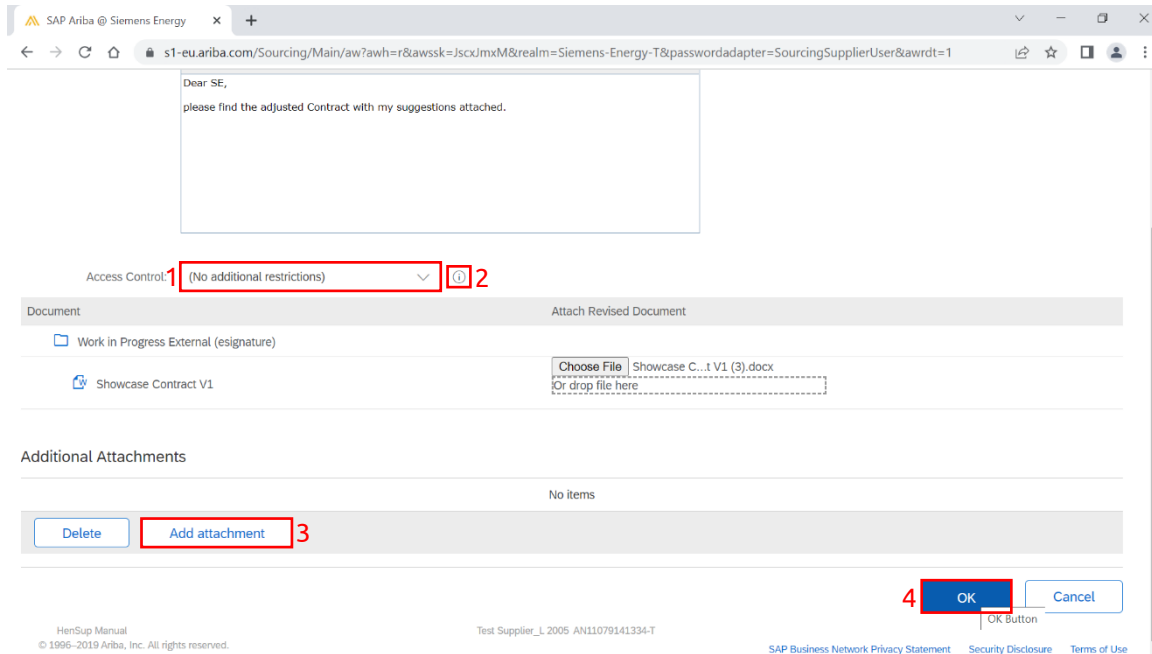 SAP Ariba @ Siemens Energy
s1-eu.ariba.com/Sourcing/Main/aw?awh=r&awssk=JscxJmxM&realm=Siemens-Energy-T&passwordadapter=SourcingSupplierUser&awrdt=1
Dear SE,
please find the adjusted Contract with my suggestions attached.
Access Control: 1 (No additional restrictions) 2
Document Attach Revised Document
Work in Progress External (esignature)
Showcase Contract V1 Choose File Showcase C...t V1 (3).docx
Or drop file here
Additional Attachments
No items
Delete Add attachment 3
4 OK Cancel
OK Button
HenSup Manual Test Supplier_L 2005 AN11079141334-T
© 1996–2019 Ariba, Inc. All rights reserved. SAP Business Network Privacy Statement Security Disclosure Terms of Use